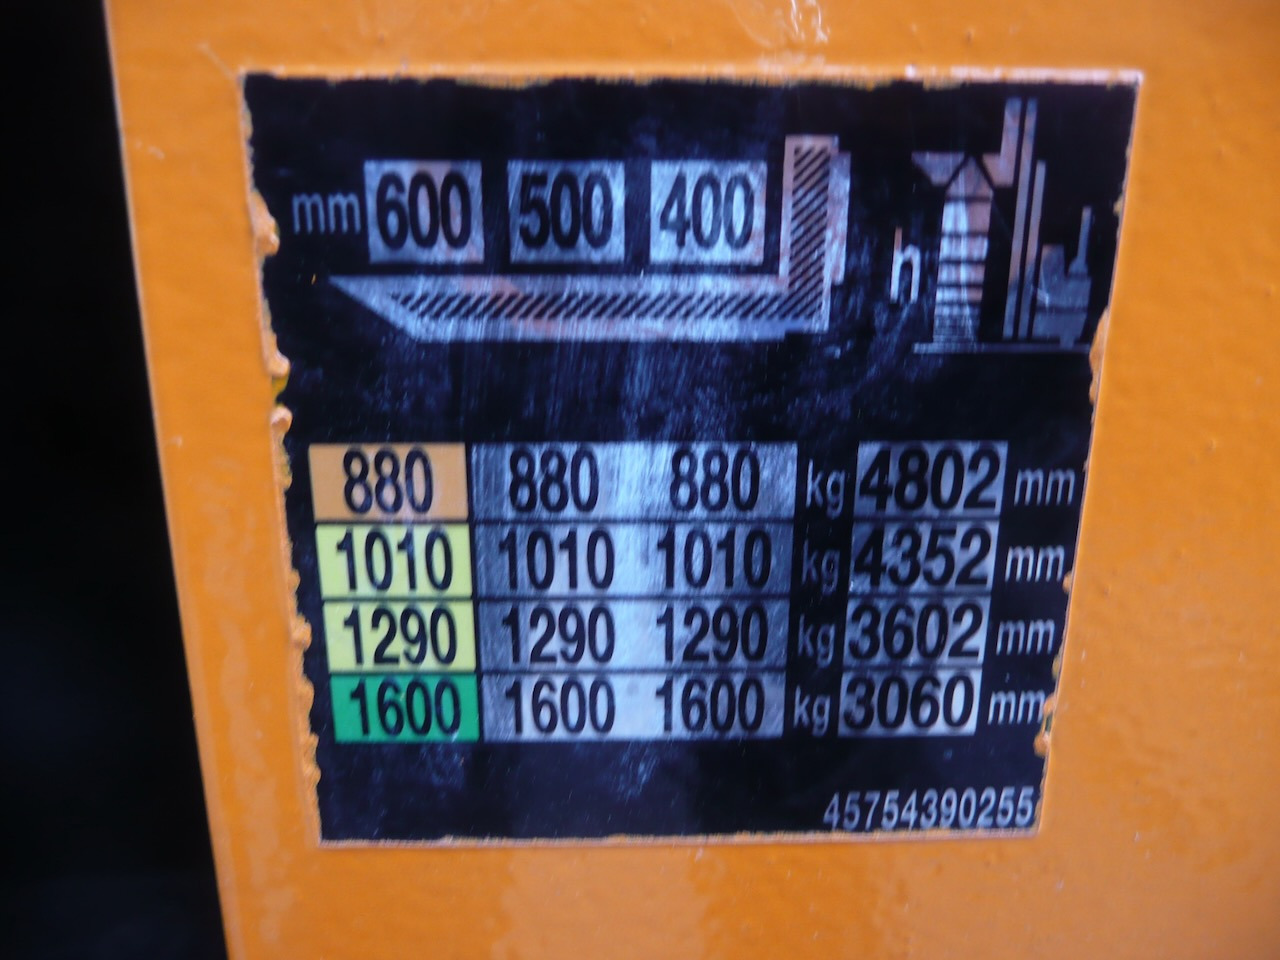 mm 600 500 400
h
880 880 880 kg 4802 mm
1010 1010 1010 kg 4352 mm
1290 1290 1290 kg 3602 mm
1600 1600 1600 kg 3060 mm
45754390255